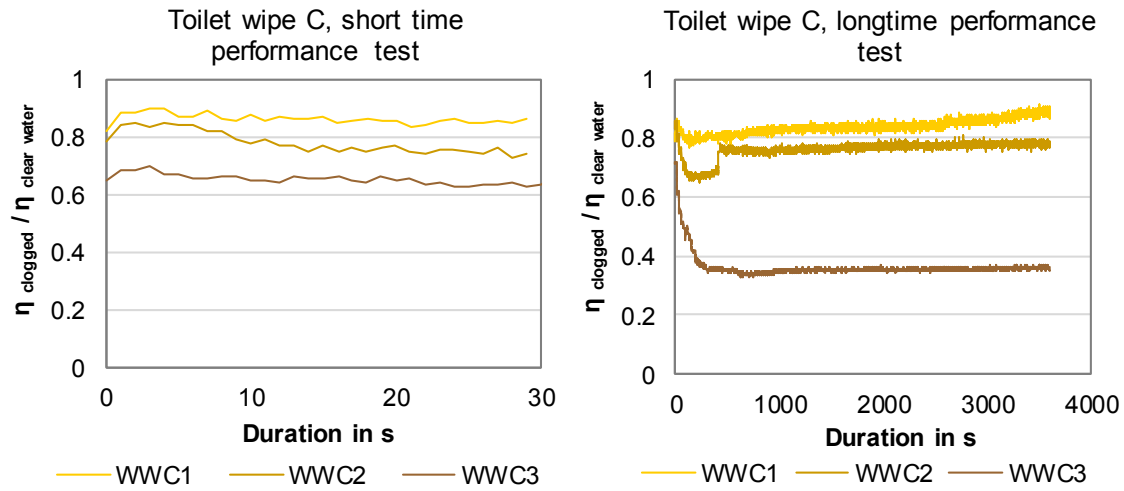 Toilet wipe C, short time
performance test
1
0.8
0.6
0.4
0.2
0
η clogged / η clear water
0
10
20
30
Duration in s
WWC1 WWC2 WWC3
Toilet wipe C, longtime performance
test
1
0.8
0.6
0.4
0.2
0
η clogged / η clear water
0
1000
2000
3000
4000
Duration in s
WWC1 WWC2 WWC3